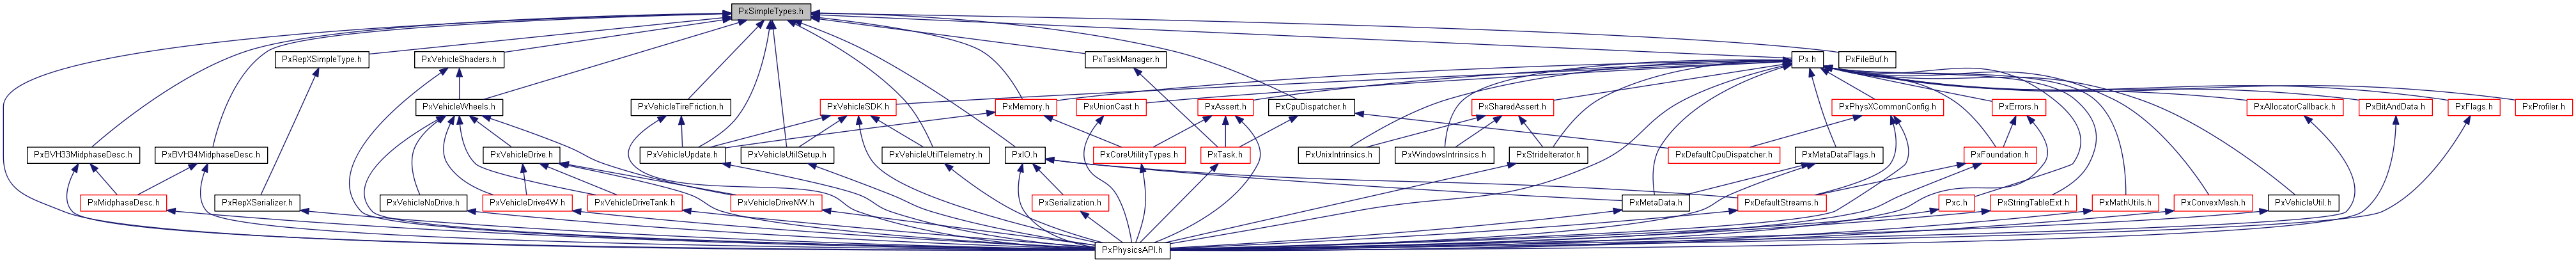 PxSimpleTypes.h
PxRepXSimpleType.h
PxVehicleShaders.h
PxTaskManager.h
Px.h
PxFileBuf.h
PxVehicleWheels.h
PxVehicleTireFriction.h
PxVehicleSDK.h
PxMemory.h
PxUnionCast.h
PxAssert.h
PxCpuDispatcher.h
PxSharedAssert.h
PxPhysXCommonConfig.h
PxErrors.h
PxAllocatorCallback.h
PxBitAndData.h
PxFlags.h
PxProfiler.h
PxBVH33MidphaseDesc.h
PxBVH34MidphaseDesc.h
PxVehicleDrive.h
PxVehicleUpdate.h
PxVehicleUtilSetup.h
PxVehicleUtilTelemetry.h
PxIO.h
PxCoreUtilityTypes.h
PxTask.h
PxDefaultCpuDispatcher.h
PxUnixIntrinsics.h
PxWindowsIntrinsics.h
PxStrideIterator.h
PxMetaDataFlags.h
PxFoundation.h
PxMidphaseDesc.h
PxRepXSerializer.h
PxVehicleNoDrive.h
PxVehicleDrive4W.h
PxVehicleDriveTank.h
PxVehicleDriveNW.h
PxSerialization.h
PxMetaData.h
PxDefaultStreams.h
Pxc.h
PxStringTableExt.h
PxMathUtils.h
PxConvexMesh.h
PxVehicleUtil.h
PxPhysicsAPI.h